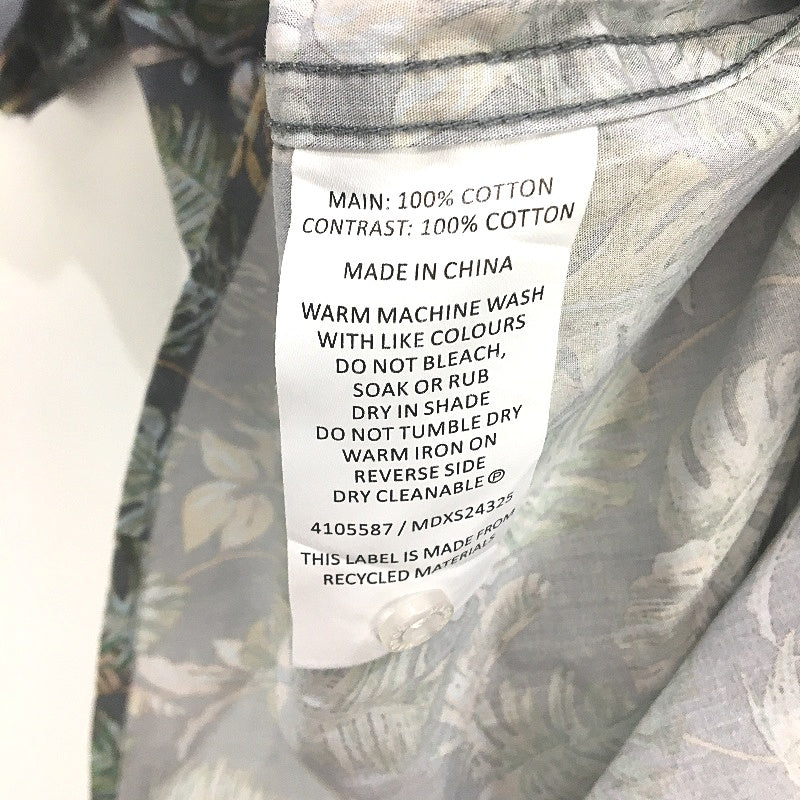 MAIN: 100% COTTON
CONTRAST: 100% COTTON
MADE IN CHINA
WARM MACHINE WASH
WITH LIKE COLOURS
DO NOT BLEACH,
SOAK OR RUB
DRY IN SHADE
DO NOT TUMBLE DRY
WARM IRON ON
REVERSE SIDE
DRY CLEANABLE Ⓟ
4105587 / MDXS24325
THIS LABEL IS MADE FROM
RECYCLED MATERIALS